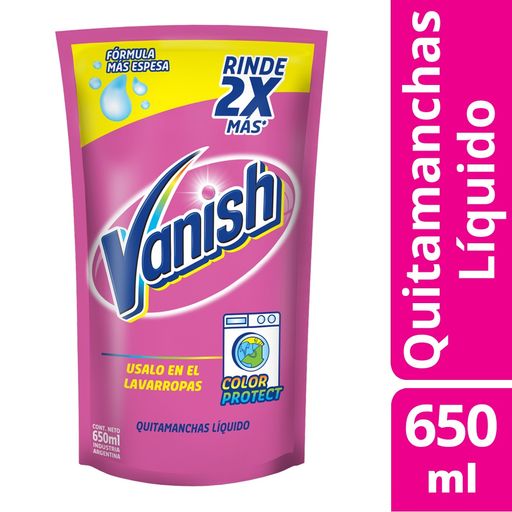 FÓRMULA
MÁS ESPESA
RINDE
2X
MÁS*
Vanish
USALO EN EL
LAVARROPAS
COLOR
PROTECT
CONT. NETO
650ml
INDUSTRIA
ARGENTINA
QUITAMANCHAS LÍQUIDO
Quitamanchas
Líquido
650
ml